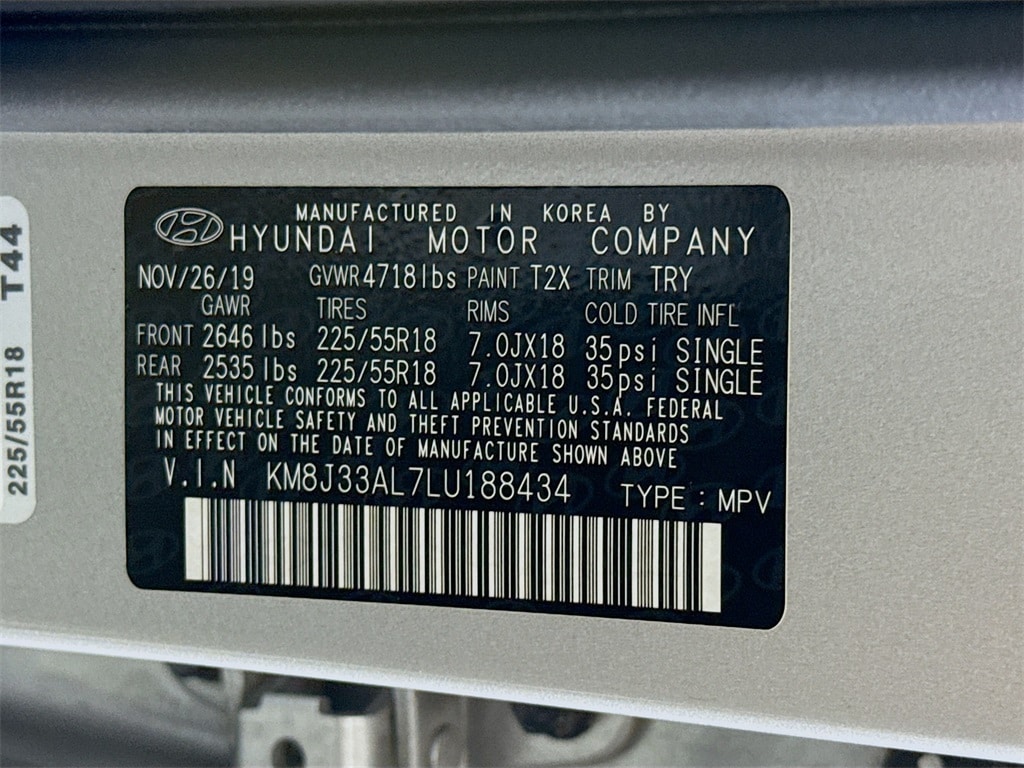 MANUFACTURED IN KOREA BY
HYUNDAI MOTOR COMPANY
NOV/26/19 GVWR 4718lbs PAINT T2X TRIM TRY
GAWR TIRES RIMS COLD TIRE INFL
FRONT 2646 lbs 225/55R18 7.0JX18 35psi SINGLE
REAR 2535 lbs 225/55R18 7.0JX18 35psi SINGLE
THIS VEHICLE CONFORMS TO ALL APPLICABLE U.S.A. FEDERAL
MOTOR VEHICLE SAFETY AND THEFT PREVENTION STANDARDS
IN EFFECT ON THE DATE OF MANUFACTURE SHOWN ABOVE
V.I.N KM8J33AL7LU188434 TYPE : MPV
225/55R18 T44